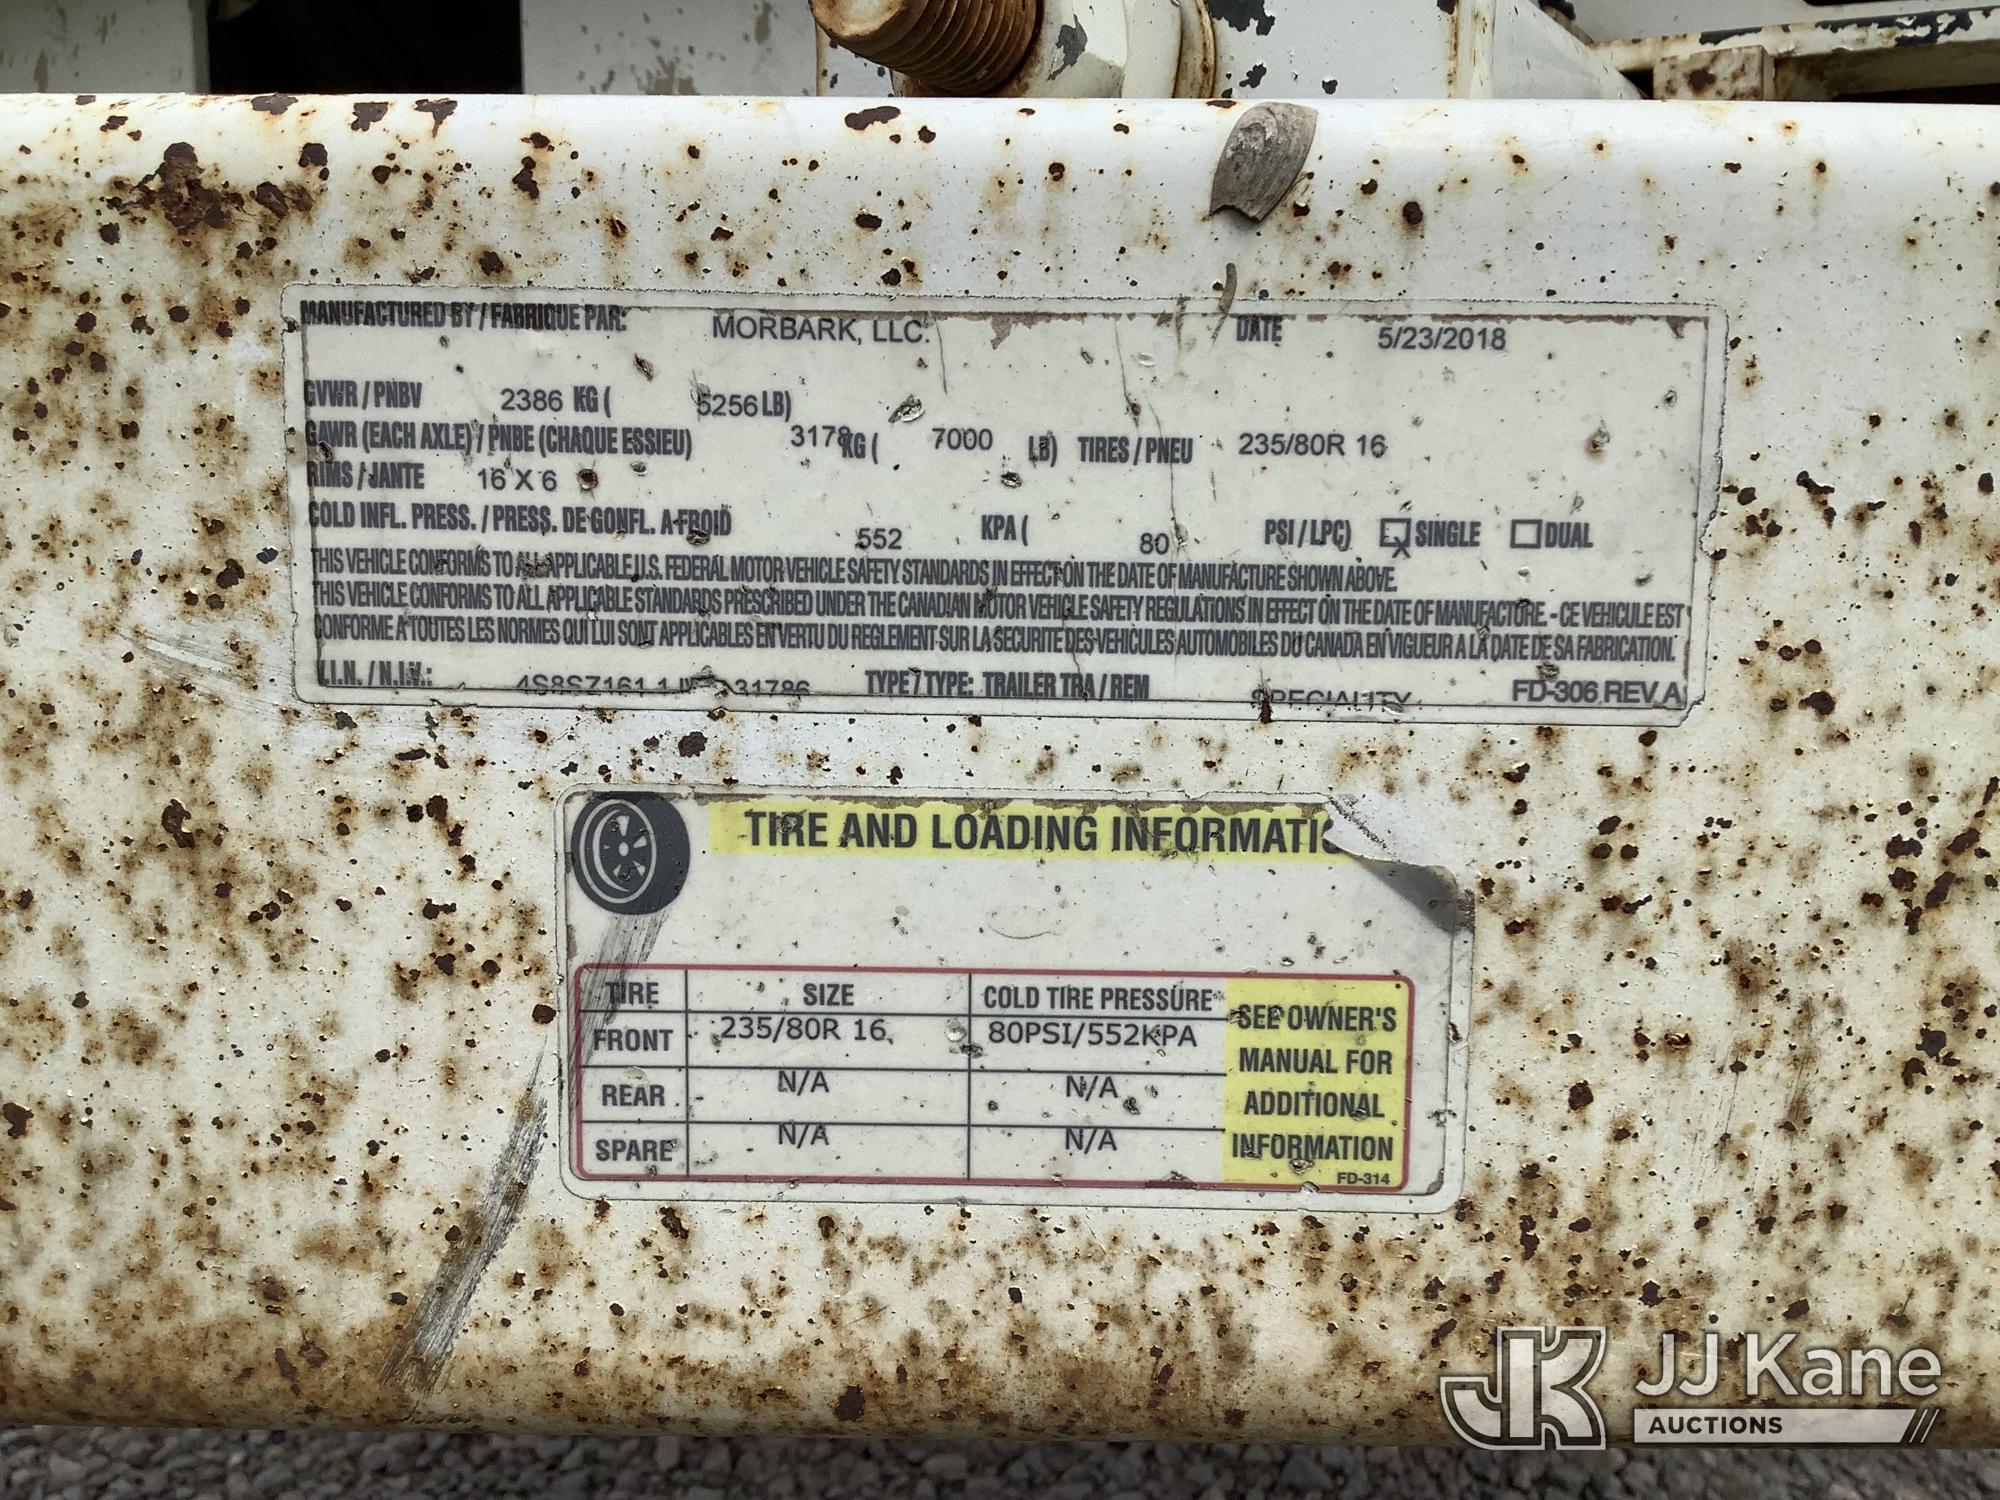 MANUFACTURED BY / FABRIQUE PAR: MORBARK, LLC. DATE 5/23/2018
GVWR / PNBV 2386 KG ( 5256 LB)
GAWR (EACH AXLE) / PNBE (CHAQUE ESSIEU) 3178 KG ( 7000 LB) TIRES / PNEU 235/80R 16
RIMS / JANTE 16 X 6
COLD INFL. PRESS. / PRESS. DE GONFL. A FROID 552 KPA ( 80 PSI / LPC) X SINGLE DUAL
THIS VEHICLE CONFORMS TO ALL APPLICABLE U.S. FEDERAL MOTOR VEHICLE SAFETY STANDARDS IN EFFECT ON THE DATE OF MANUFACTURE SHOWN ABOVE.
THIS VEHICLE CONFORMS TO ALL APPLICABLE STANDARDS PRESCRIBED UNDER THE CANADIAN MOTOR VEHICLE SAFETY REGULATIONS IN EFFECT ON THE DATE OF MANUFACTURE. - CE VEHICULE EST
CONFORME A TOUTES LES NORMES QUI LUI SONT APPLICABLES EN VERTU DU REGLEMENT SUR LA SECURITE DES VEHICULES AUTOMOBILES DU CANADA EN VIGUEUR A LA DATE DE SA FABRICATION.
V.I.N. / N.I.V.: TYPE / TYPE: TRAILER TRA / REM SPECIALITY FD-306 REV A
TIRE AND LOADING INFORMATIO
TIRE SIZE COLD TIRE PRESSURE
FRONT 235/80R 16 80PSI/552KPA
REAR N/A N/A
SPARE N/A N/A
SEE OWNER'S
MANUAL FOR
ADDITIONAL
INFORMATION
FD-314
JK JJ Kane
AUCTIONS